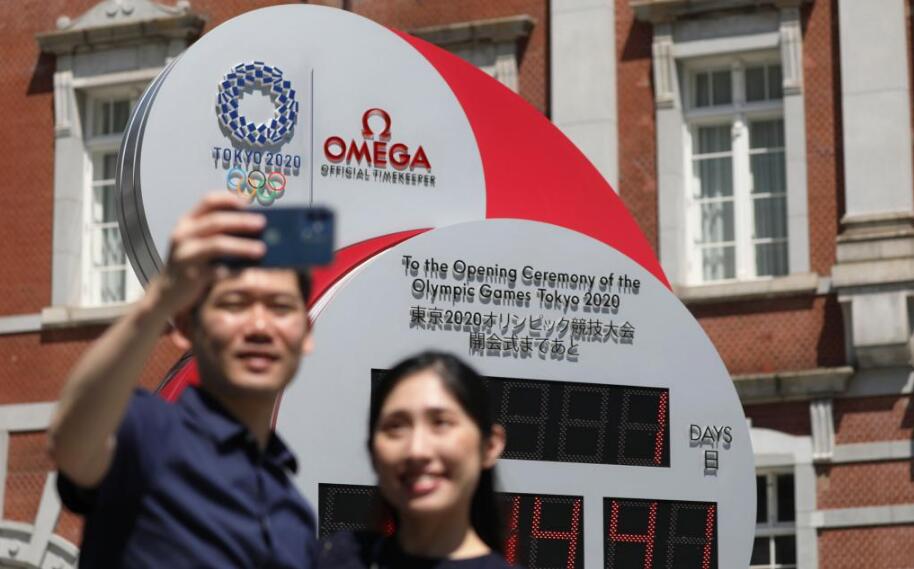 TOKYO 2020
Ω
OMEGA
OFFICIAL TIMEKEEPER
To the Opening Ceremony of the
Olympic Games Tokyo 2020
東京2020オリンピック競技大会
開会式まであと
1
DAYS
日
41